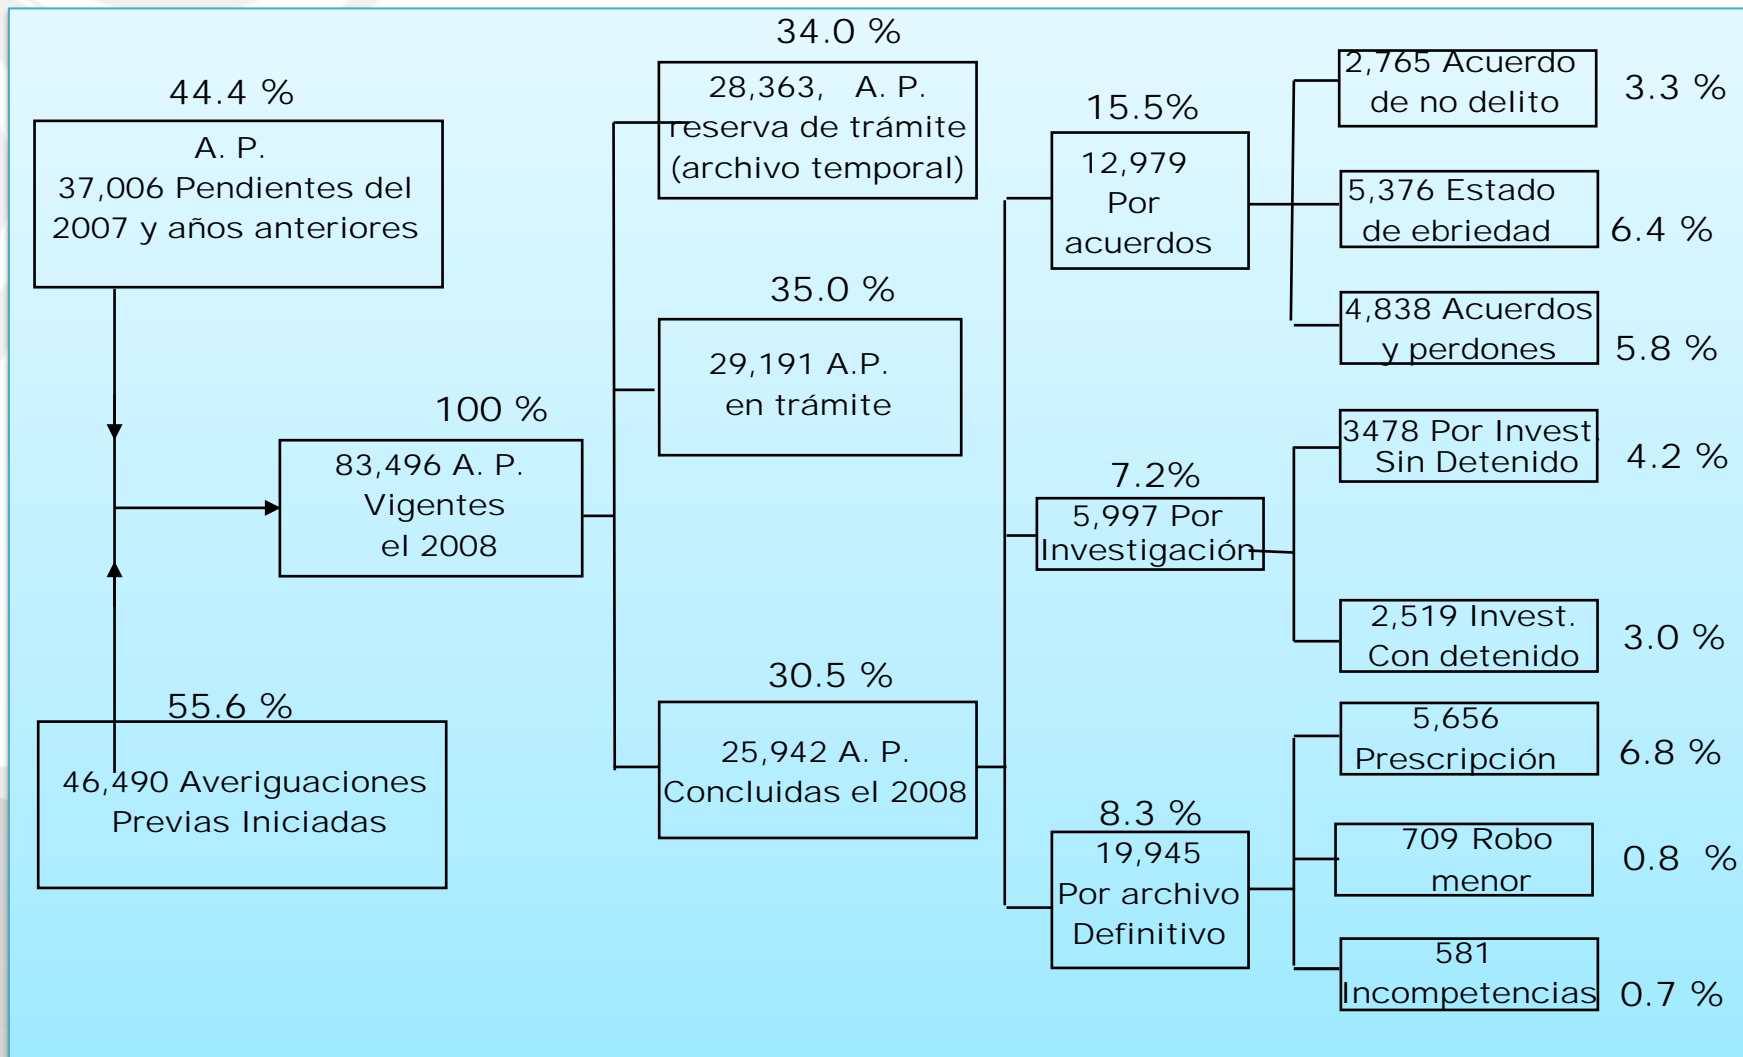 44.4 %
A. P.
37,006 Pendientes del
2007 y años anteriores
55.6 %
46,490 Averiguaciones
Previas Iniciadas
100 %
83,496 A. P.
Vigentes
el 2008
34.0 %
28,363, A. P.
reserva de trámite
(archivo temporal)
35.0 %
29,191 A.P.
en trámite
30.5 %
25,942 A. P.
Concluidas el 2008
15.5%
12,979
Por
acuerdos
7.2%
5,997 Por
Investigación
8.3 %
19,945
Por archivo
Definitivo
2,765 Acuerdo
de no delito
3.3 %
5,376 Estado
de ebriedad
6.4 %
4,838 Acuerdos
y perdones
5.8 %
3478 Por Invest.
Sin Detenido
4.2 %
2,519 Invest.
Con detenido
3.0 %
5,656
Prescripción
6.8 %
709 Robo
menor
0.8 %
581
Incompetencias
0.7 %